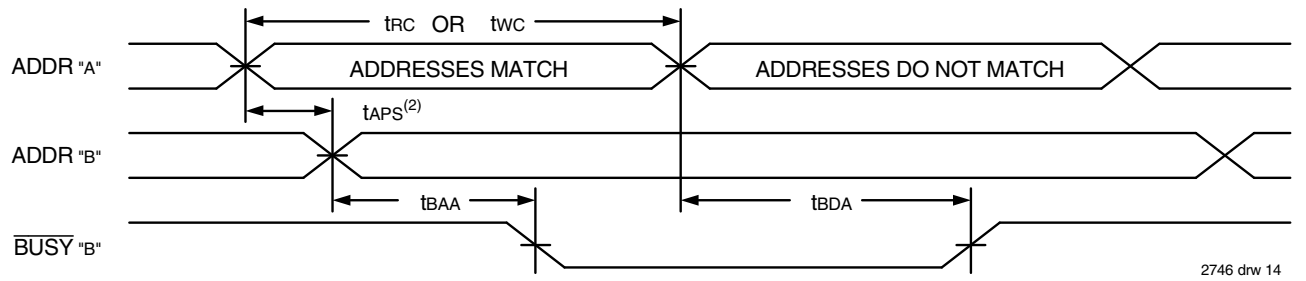 tRC OR tWC
ADDR "A"
ADDRESSES MATCH
ADDRESSES DO NOT MATCH
tAPS(2)
ADDR "B"
tBAA
tBDA
BUSY "B"
2746 drw 14